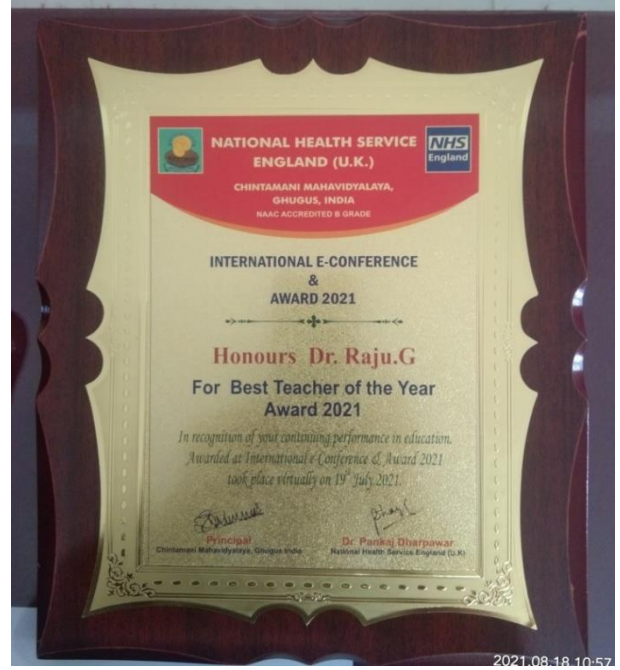 NATIONAL HEALTH SERVICE
ENGLAND (U.K.)
NHS
England
CHINTAMANI MAHAVIDYALAYA,
GHUGUS, INDIA
NAAC ACCREDITED B GRADE
INTERNATIONAL E-CONFERENCE
&
AWARD 2021
Honours Dr. Raju.G
For Best Teacher of the Year
Award 2021
In recognition of your continuing performance in education.
Awarded at International e-Conference & Award 2021
took place virtually on 19th July.2021.
Principal
Chintamani Mahavidyalaya, Ghugus India
Dr. Pankaj Dharpawar
National Health Service England (U.K)
2021.08.18 10:57